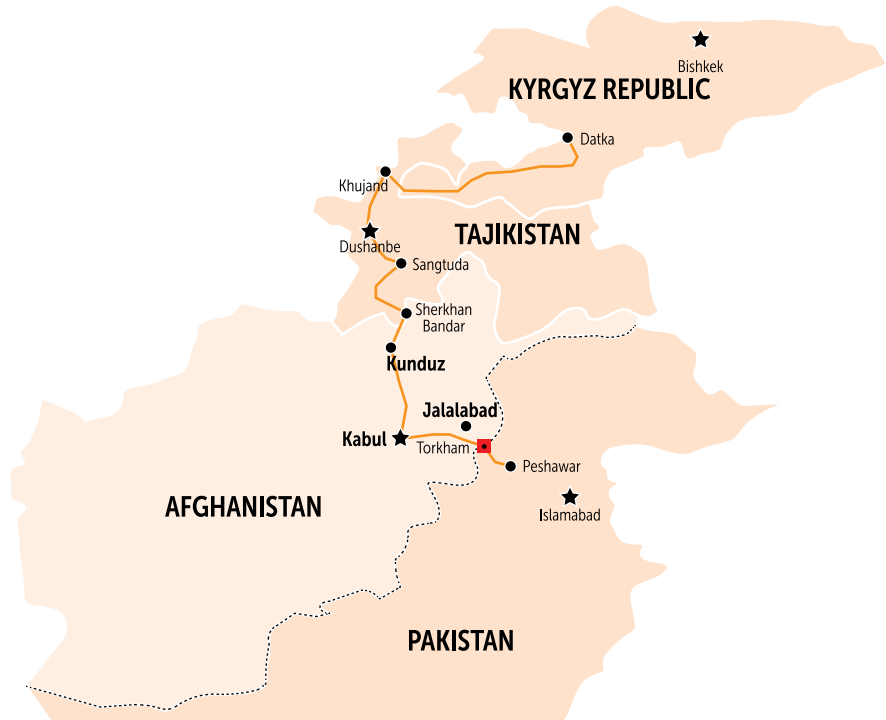 Bishkek
KYRGYZ REPUBLIC
Datka
Khujand
TAJIKISTAN
Dushanbe
Sangtuda
Sherkhan
Bandar
Kunduz
Jalalabad
Kabul
Torkham
Peshawar
AFGHANISTAN
Islamabad
PAKISTAN